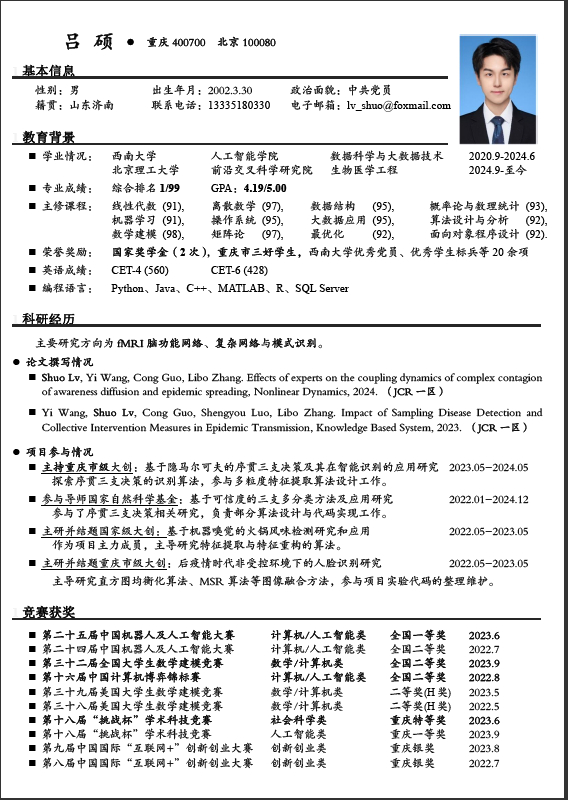 吕 硕 ● 重庆 400700 北京 100080
基本信息
性别：男 出生年月：2002.3.30 政治面貌：中共党员
籍贯：山东济南 联系电话：13335180330 电子邮箱：lv_shuo@foxmail.com
教育背景
■ 学业情况： 西南大学 人工智能学院 数据科学与大数据技术 2020.9-2024.6
北京理工大学 前沿交叉科学研究院 生物医学工程 2024.9-至今
■ 专业成绩： 综合排名 1/99 GPA：4.19/5.00
■ 主修课程： 线性代数 (91), 离散数学 (97), 数据结构 (95), 概率论与数理统计 (93),
机器学习 (91), 操作系统 (95), 大数据应用 (95), 算法设计与分析 (92),
数学建模 (98), 矩阵论 (97), 最优化 (92), 面向对象程序设计 (92).
■ 荣誉奖励： 国家奖学金（2 次），重庆市三好学生，西南大学优秀党员、优秀学生标兵等 20 余项
■ 英语成绩： CET-4 (560) CET-6 (428)
■ 编程语言： Python、Java、C++、MATLAB、R、SQL Server
科研经历
主要研究方向为 fMRI 脑功能网络、复杂网络与模式识别。
● 论文撰写情况
■ Shuo Lv, Yi Wang, Cong Guo, Libo Zhang. Effects of experts on the coupling dynamics of complex contagion
of awareness diffusion and epidemic spreading, Nonlinear Dynamics, 2024. （JCR 一区）
■ Yi Wang, Shuo Lv, Cong Guo, Shengyou Luo, Libo Zhang. Impact of Sampling Disease Detection and
Collective Intervention Measures in Epidemic Transmission, Knowledge Based System, 2023. （JCR 一区）
● 项目参与情况
■ 主持重庆市级大创：基于隐马尔可夫的序贯三支决策及其在智能识别的应用研究 2023.05-2024.05
探索序贯三支决策的识别算法，参与多粒度特征提取算法设计工作。
■ 参与导师国家自然科学基金：基于可信度的三支多分类方法及应用研究 2022.01-2024.12
参与了序贯三支决策相关研究，负责部分算法设计与代码实现工作。
■ 主研并结题国家级大创：基于机器嗅觉的火锅风味检测研究和应用 2022.05-2023.05
作为项目主力成员，主导研究特征提取与特征重构的算法。
■ 主研并结题重庆市级大创：后疫情时代非受控环境下的人脸识别研究 2022.05-2023.05
主导研究直方图均衡化算法、MSR 算法等图像融合方法，参与项目实验代码的整理维护。
竞赛获奖
■ 第二十五届中国机器人及人工智能大赛 计算机/人工智能类 全国一等奖 2023.6
■ 第二十四届中国机器人及人工智能大赛 计算机/人工智能类 全国二等奖 2022.7
■ 第三十二届全国大学生数学建模竞赛 数学/计算机类 全国二等奖 2023.9
■ 第十六届中国计算机博弈锦标赛 计算机/人工智能类 全国二等奖 2022.8
■ 第三十九届美国大学生数学建模竞赛 数学/计算机类 二等奖(H 奖) 2023.5
■ 第三十八届美国大学生数学建模竞赛 数学/计算机类 二等奖(H 奖) 2022.5
■ 第十八届“挑战杯”学术科技竞赛 社会科学类 重庆特等奖 2023.6
■ 第十八届“挑战杯”学术科技竞赛 人工智能类 重庆一等奖 2023.9
■ 第九届中国国际“互联网+”创新创业大赛 创新创业类 重庆银奖 2023.8
■ 第八届中国国际“互联网+”创新创业大赛 创新创业类 重庆银奖 2022.7